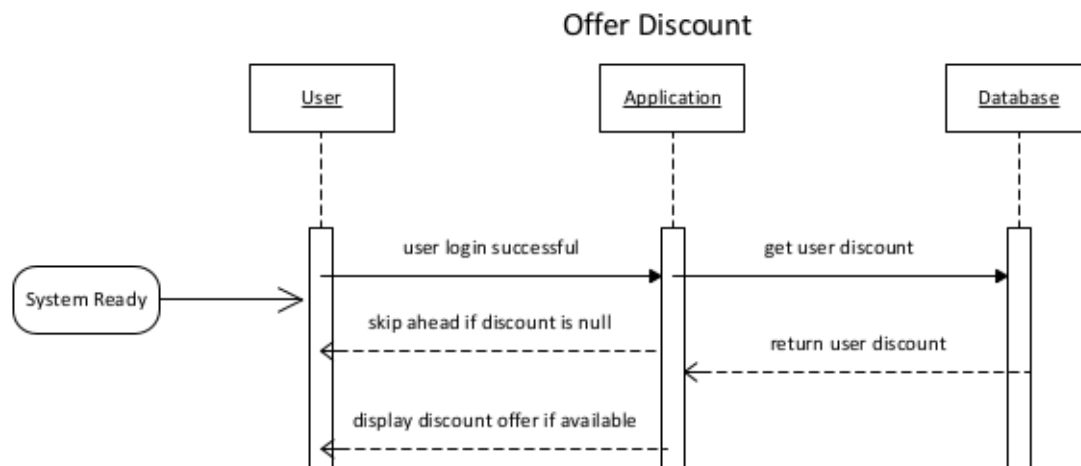 Offer Discount
User
Application
Database
user login successful
get user discount
System Ready
skip ahead if discount is null
return user discount
display discount offer if available